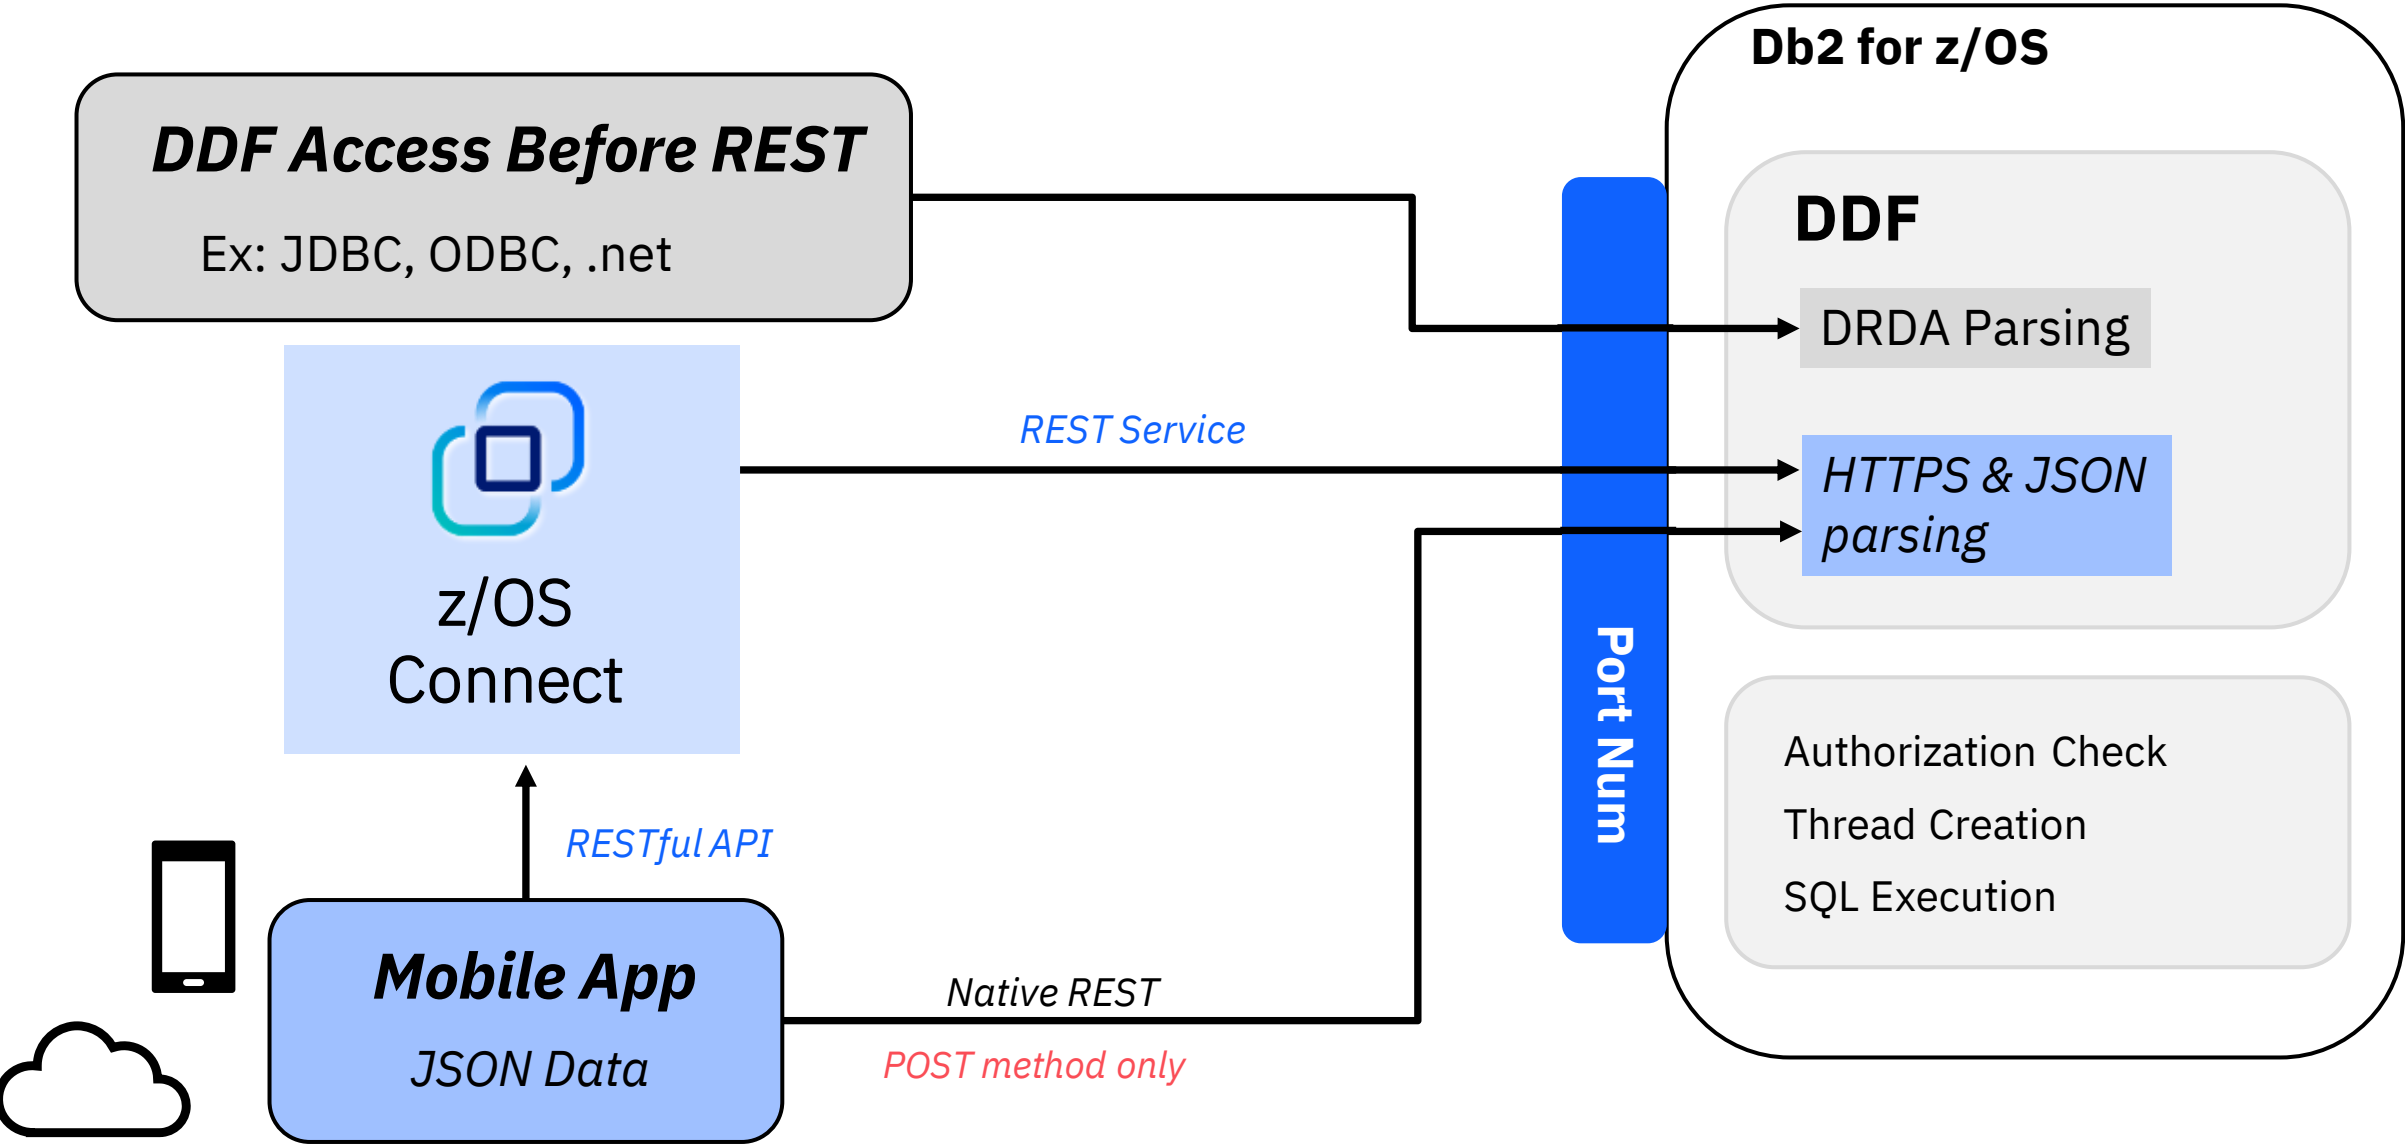 Db2 for z/OS
DDF Access Before REST
Ex: JDBC, ODBC, .net
DDF
DRDA Parsing
REST Service
HTTPS & JSON
parsing
z/OS
Connect
Port Num
Authorization Check
Thread Creation
SQL Execution
RESTful API
Mobile App
JSON Data
Native REST
POST method only